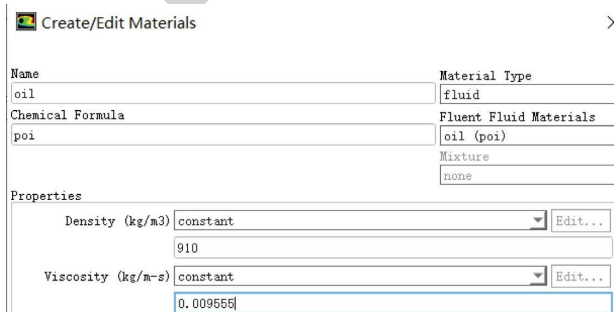 Create/Edit Materials
Name
Material Type
oil
fluid
Chemical Formula
Fluent Fluid Materials
poi
oil (poi)
Mixture
none
Properties
Density (kg/m3) constant Edit...
910
Viscosity (kg/m-s) constant Edit...
0.009555